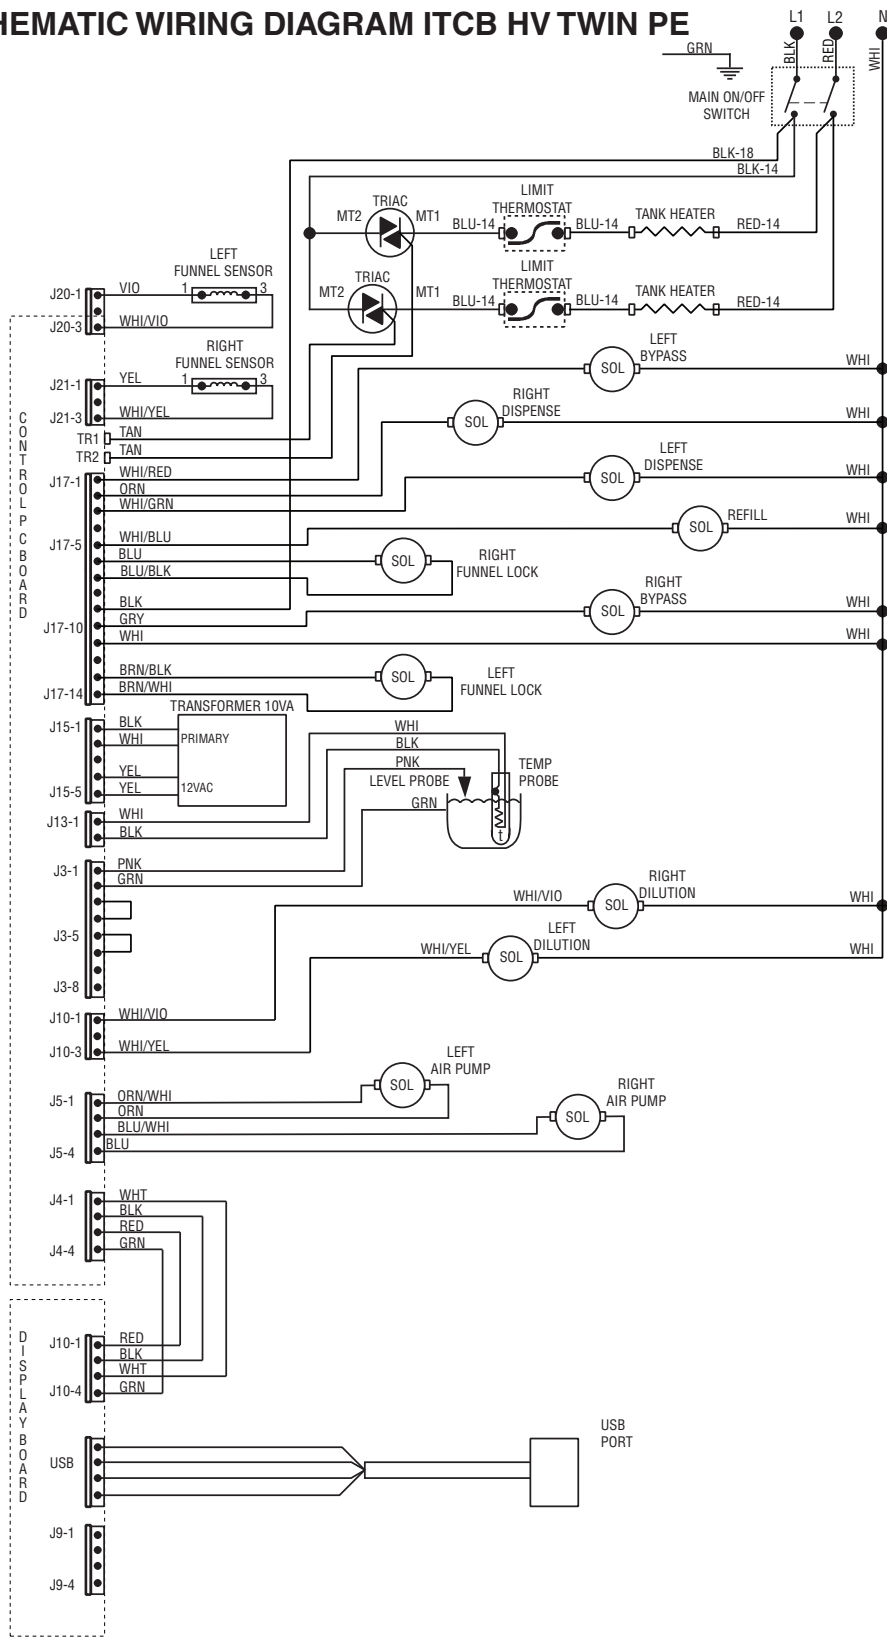 HEMATIC WIRING DIAGRAM ITCB HV TWIN PE
L1 L2 N
GRN
BLK
RED
WHI
MAIN ON/OFF
SWITCH
BLK-18
BLK-14
LIMIT
THERMOSTAT
TRIAC
MT2 MT1
BLU-14 BLU-14
TANK HEATER
RED-14
LEFT
FUNNEL SENSOR
LIMIT
THERMOSTAT
TRIAC
MT2 MT1
BLU-14 BLU-14
TANK HEATER
RED-14
J20-1 VIO 1 3
J20-3 WHI/VIO
RIGHT
FUNNEL SENSOR
LEFT
BYPASS
SOL WHI
J21-1 YEL 1 3
RIGHT
DISPENSE
J21-3 WHI/YEL SOL WHI
TR1 TAN
TR2 TAN
LEFT
DISPENSE
J17-1 WHI/RED SOL WHI
ORN
WHI/GRN
REFILL
SOL WHI
J17-5 WHI/BLU
BLU SOL
RIGHT
FUNNEL LOCK
BLU/BLK
RIGHT
BYPASS
BLK SOL WHI
GRY
J17-10
WHI WHI
BRN/BLK SOL
LEFT
FUNNEL LOCK
J17-14 BRN/WHI
TRANSFORMER 10VA
J15-1 BLK
WHI PRIMARY
YEL
J15-5 YEL 12VAC
WHI
BLK
PNK
LEVEL PROBE
TEMP
PROBE
GRN
t
J13-1 WHI
BLK
J3-1 PNK
GRN
J3-5
J3-8
RIGHT
DILUTION
WHI/VIO SOL WHI
LEFT
DILUTION
WHI/YEL SOL WHI
J10-1 WHI/VIO
J10-3 WHI/YEL
LEFT
AIR PUMP
SOL
RIGHT
AIR PUMP
SOL
J5-1 ORN/WHI
ORN
BLU/WHI
J5-4 BLU
J4-1 WHT
BLK
RED
J4-4 GRN
CONTROL PC BOARD
J10-1 RED
BLK
WHT
J10-4 GRN
USB
USB
PORT
J9-1
J9-4
DISPLAY BOARD